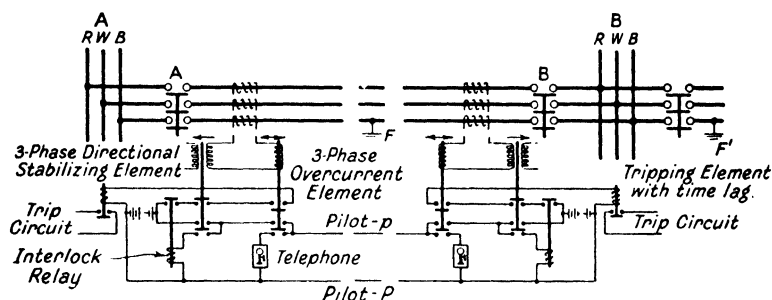 A
B
R W B
R W B
A
B
F
F'
3-Phase Directional
Stabilizing Element
3-Phase
Overcurrent
Element
Tripping Element
with time lag.
Trip
Circuit
Pilot-p
Trip Circuit
Interlock
Relay
Telephone
Pilot-P